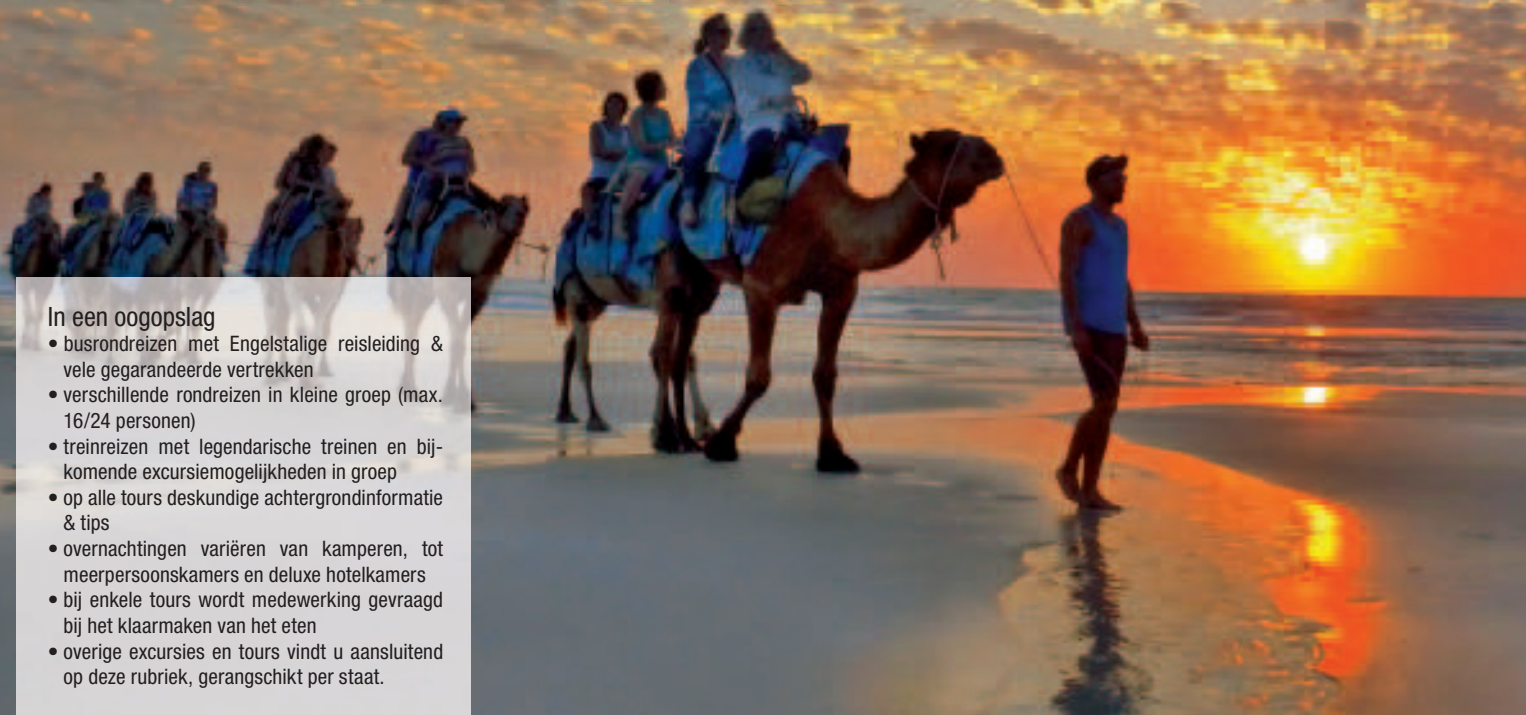 In een oogopslag
• busrondreizen met Engelstalige reisleiding &
vele gegarandeerde vertrekken
• verschillende rondreizen in kleine groep (max.
16/24 personen)
• treinreizen met legendarische treinen en bij-
komende excursiemogelijkheden in groep
• op alle tours deskundige achtergrondinformatie
& tips
• overnachtingen variëren van kamperen, tot
meerpersoonskamers en deluxe hotelkamers
• bij enkele tours wordt medewerking gevraagd
bij het klaarmaken van het eten
• overige excursies en tours vindt u aansluitend
op deze rubriek, gerangschikt per staat.